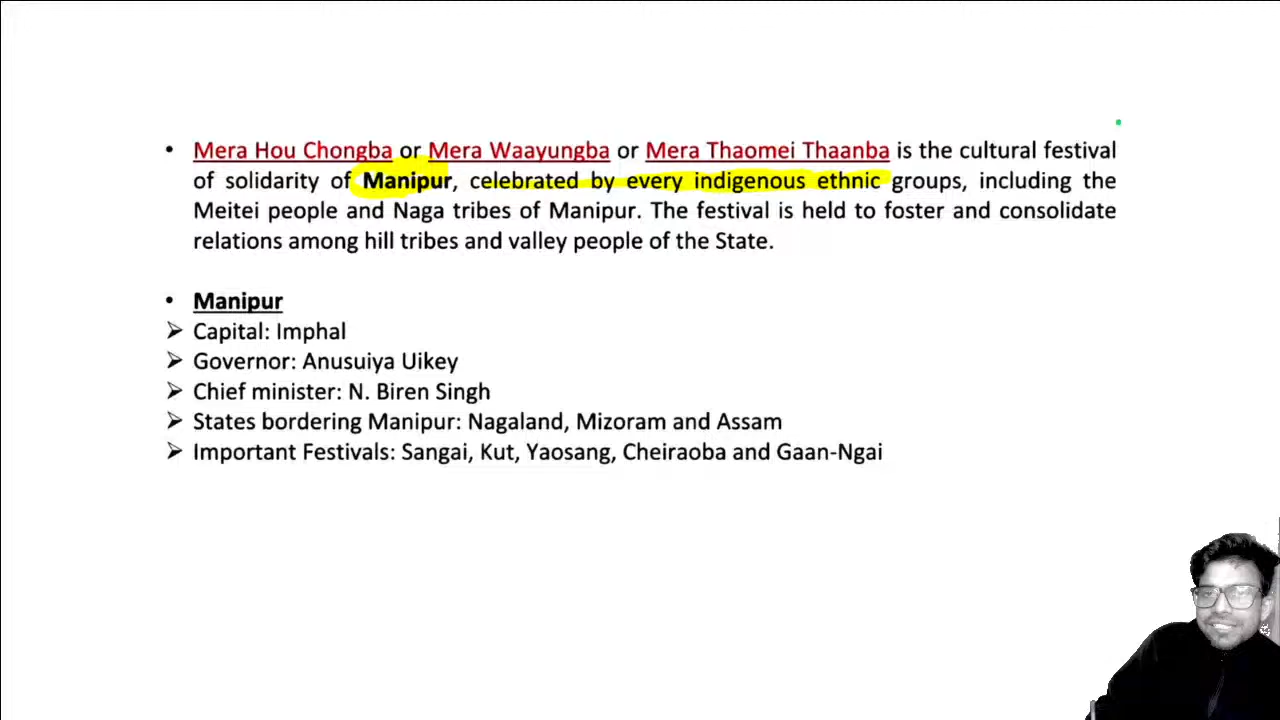 • Mera Hou Chongba or Mera Waayungba or Mera Thaomei Thaanba is the cultural festival
of solidarity of Manipur, celebrated by every indigenous ethnic groups, including the
Meitei people and Naga tribes of Manipur. The festival is held to foster and consolidate
relations among hill tribes and valley people of the State.
• Manipur
➢ Capital: Imphal
➢ Governor: Anusuiya Uikey
➢ Chief minister: N. Biren Singh
➢ States bordering Manipur: Nagaland, Mizoram and Assam
➢ Important Festivals: Sangai, Kut, Yaosang, Cheiraoba and Gaan-Ngai